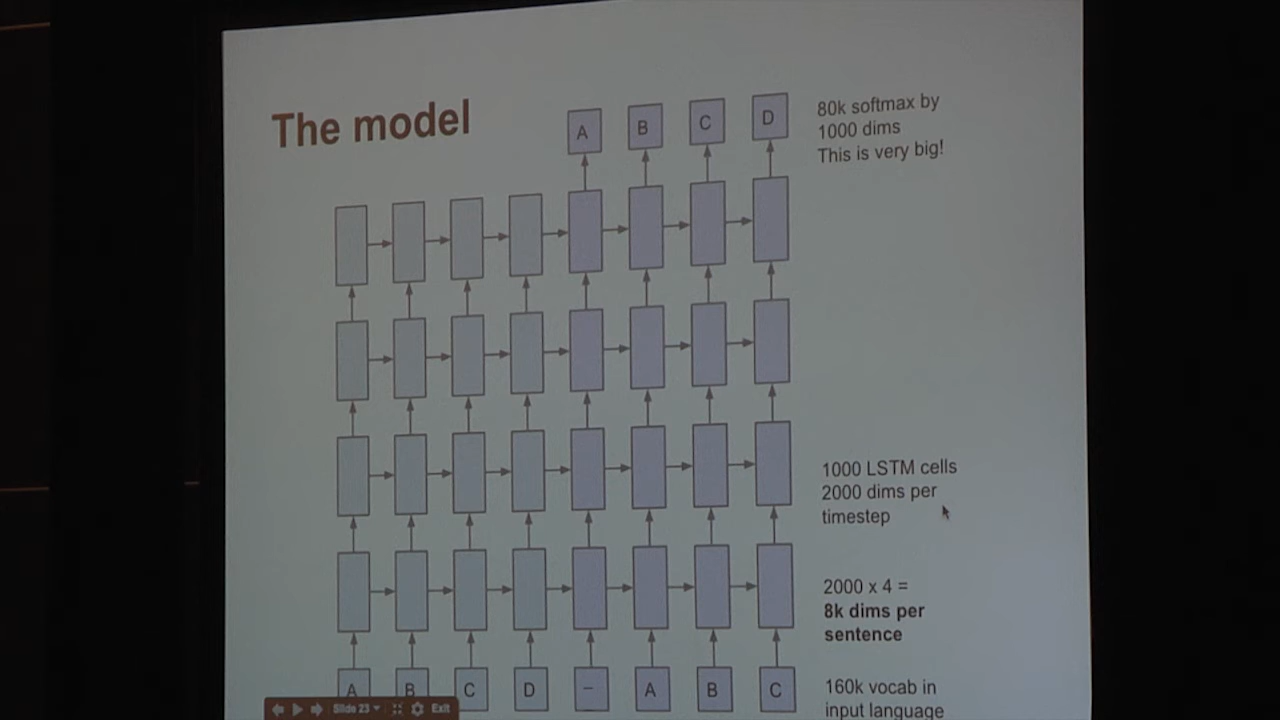 The model
A B C D
80k softmax by
1000 dims
This is very big!
1000 LSTM cells
2000 dims per
timestep
2000 x 4 =
8k dims per
sentence
A B C D – A B C
160k vocab in
input language
Slide 23 Exit